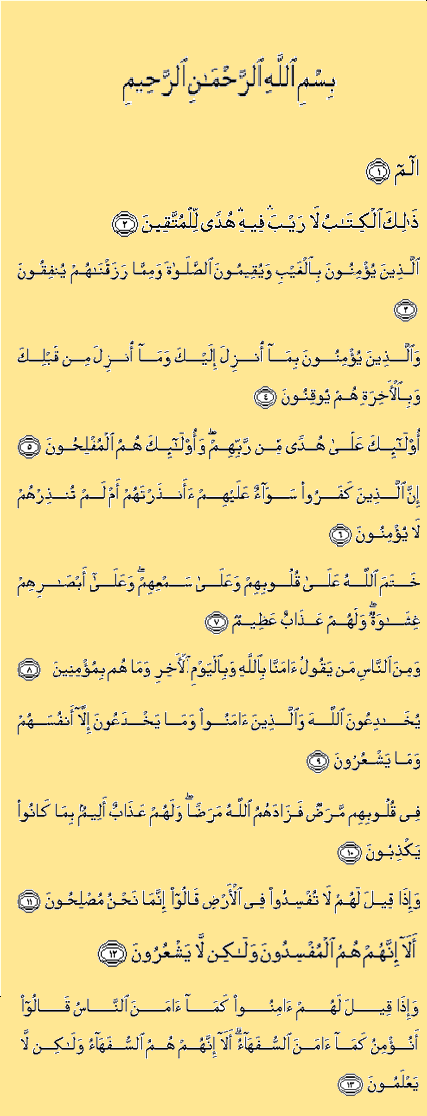 بِسْمِ ٱللَّهِ ٱلرَّحْمَـٰنِ ٱلرَّحِيمِ
الٓمٓ ١
ذَٰلِكَ ٱلْكِتَـٰبُ لَا رَيْبَ ۛ فِيهِ ۛ هُدًى لِّلْمُتَّقِينَ ٢
ٱلَّذِينَ يُؤْمِنُونَ بِٱلْغَيْبِ وَيُقِيمُونَ ٱلصَّلَوٰةَ وَمِمَّا رَزَقْنَـٰهُمْ يُنفِقُونَ
٣
وَٱلَّذِينَ يُؤْمِنُونَ بِمَآ أُنزِلَ إِلَيْكَ وَمَآ أُنزِلَ مِن قَبْلِكَ
وَبِٱلْأَخِرَةِ هُمْ يُوقِنُونَ ٤
أُو۟لَـٰٓئِكَ عَلَىٰ هُدًى مِّن رَّبِّهِمْ ۖ وَأُو۟لَـٰٓئِكَ هُمُ ٱلْمُفْلِحُونَ ٥
إِنَّ ٱلَّذِينَ كَفَرُوا۟ سَوَآءٌ عَلَيْهِمْ ءَأَنذَرْتَهُمْ أَمْ لَمْ تُنذِرْهُمْ
لَا يُؤْمِنُونَ ٦
خَتَمَ ٱللَّهُ عَلَىٰ قُلُوبِهِمْ وَعَلَىٰ سَمْعِهِمْ ۖ وَعَلَىٰٓ أَبْصَـٰرِهِمْ
غِشَـٰوَةٌ ۖ وَلَهُمْ عَذَابٌ عَظِيمٌ ٧
وَمِنَ ٱلنَّاسِ مَن يَقُولُ ءَامَنَّا بِٱللَّهِ وَبِٱلْيَوْمِ ٱلْأَخِرِ وَمَا هُم بِمُؤْمِنِينَ ٨
يُخَـٰدِعُونَ ٱللَّهَ وَٱلَّذِينَ ءَامَنُوا۟ وَمَا يَخْدَعُونَ إِلَّآ أَنفُسَهُمْ
وَمَا يَشْعُرُونَ ٩
فِى قُلُوبِهِم مَّرَضٌ فَزَادَهُمُ ٱللَّهُ مَرَضًا ۖ وَلَهُمْ عَذَابٌ أَلِيمٌۢ بِمَا كَانُوا۟
يَكْذِبُونَ ١٠
وَإِذَا قِيلَ لَهُمْ لَا تُفْسِدُوا۟ فِى ٱلْأَرْضِ قَالُوٓا۟ إِنَّمَا نَحْنُ مُصْلِحُونَ ١١
أَلَآ إِنَّهُمْ هُمُ ٱلْمُفْسِدُونَ وَلَـٰكِن لَّا يَشْعُرُونَ ١٢
وَإِذَا قِيلَ لَهُمْ ءَامِنُوا۟ كَمَآ ءَامَنَ ٱلنَّاسُ قَالُوٓا۟
أَنُؤْمِنُ كَمَآ ءَامَنَ ٱلسُّفَهَآءُ ۗ أَلَآ إِنَّهُمْ هُمُ ٱلسُّفَهَآءُ وَلَـٰكِن لَّا
يَعْلَمُونَ ١٣